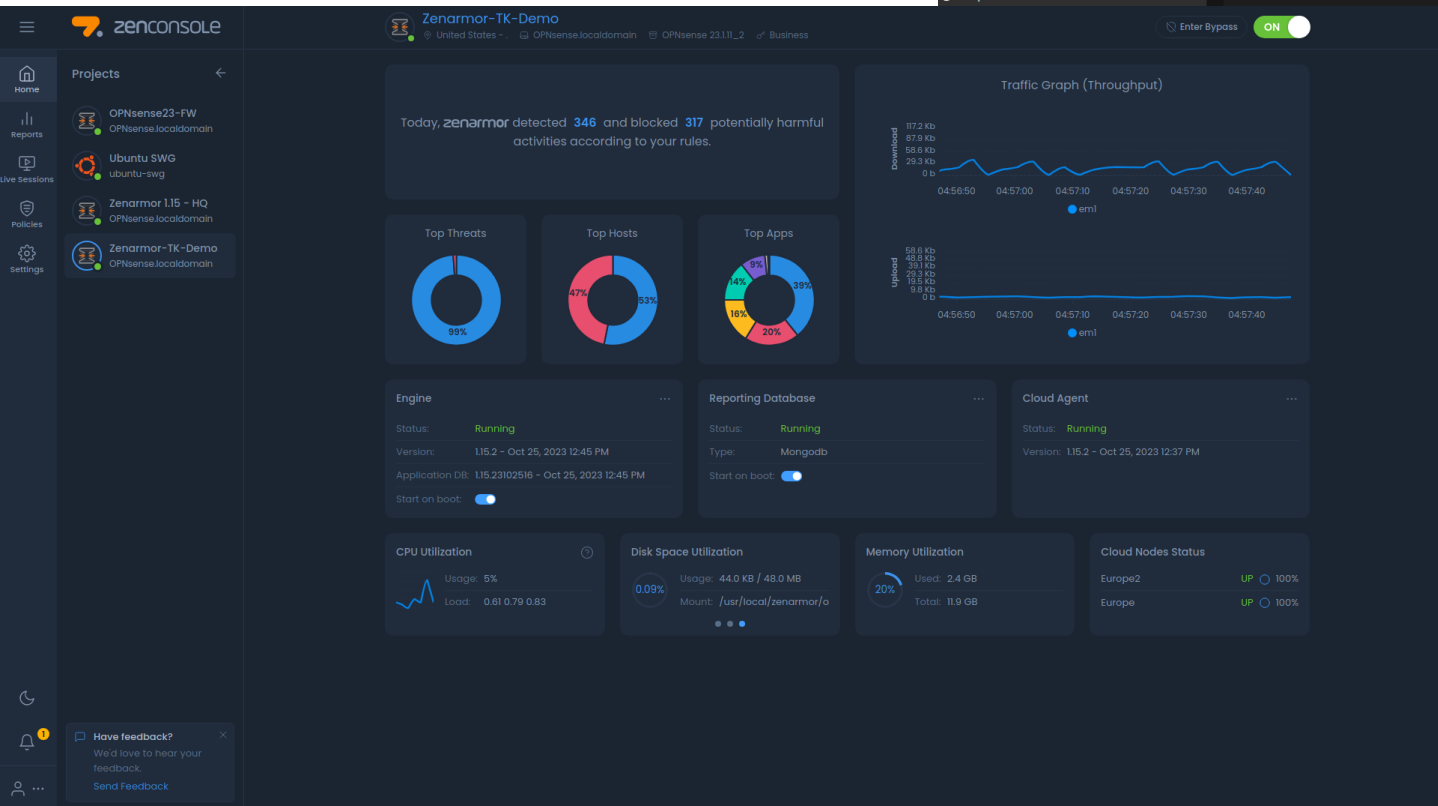 zenconsole
Zenarmor-TK-Demo
United States - .
OPNsense.localdomain
OPNsense 23.1.11_2
Business
Enter Bypass
ON
Home
Reports
Live Sessions
Policies
Settings
Projects
OPNsense23-FW
OPNsense.localdomain
Ubuntu SWG
ubuntu-swg
Zenarmor 1.15 - HQ
OPNsense.localdomain
Zenarmor-TK-Demo
OPNsense.localdomain
Today, zenarmor detected 346 and blocked 317 potentially harmful
activities according to your rules.
Traffic Graph (Throughput)
Download
117.2 Kb
87.9 Kb
58.6 Kb
29.3 Kb
0 b
04:56:50 04:57:00 04:57:10 04:57:20 04:57:30 04:57:40
em1
Upload
58.6 Kb
48.8 Kb
39.1 Kb
29.3 Kb
19.5 Kb
9.8 Kb
0 b
04:56:50 04:57:00 04:57:10 04:57:20 04:57:30 04:57:40
em1
Top Threats
99%
Top Hosts
47%
53%
Top Apps
9%
14%
39%
16%
20%
Engine
...
Status: Running
Version: 1.15.2 - Oct 25, 2023 12:45 PM
Application DB: 1.15.23102516 - Oct 25, 2023 12:45 PM
Start on boot:
Reporting Database
...
Status: Running
Type: Mongodb
Start on boot:
Cloud Agent
...
Status: Running
Version: 1.15.2 - Oct 25, 2023 12:37 PM
CPU Utilization
?
Usage: 5%
Load: 0.61 0.79 0.83
Disk Space Utilization
0.09%
Usage: 44.0 KB / 48.0 MB
Mount: /usr/local/zenarmor/o
Memory Utilization
20%
Used: 2.4 GB
Total: 11.9 GB
Cloud Nodes Status
Europe2 UP 100%
Europe UP 100%
1
Have feedback?
We'd love to hear your
feedback.
Send Feedback
...